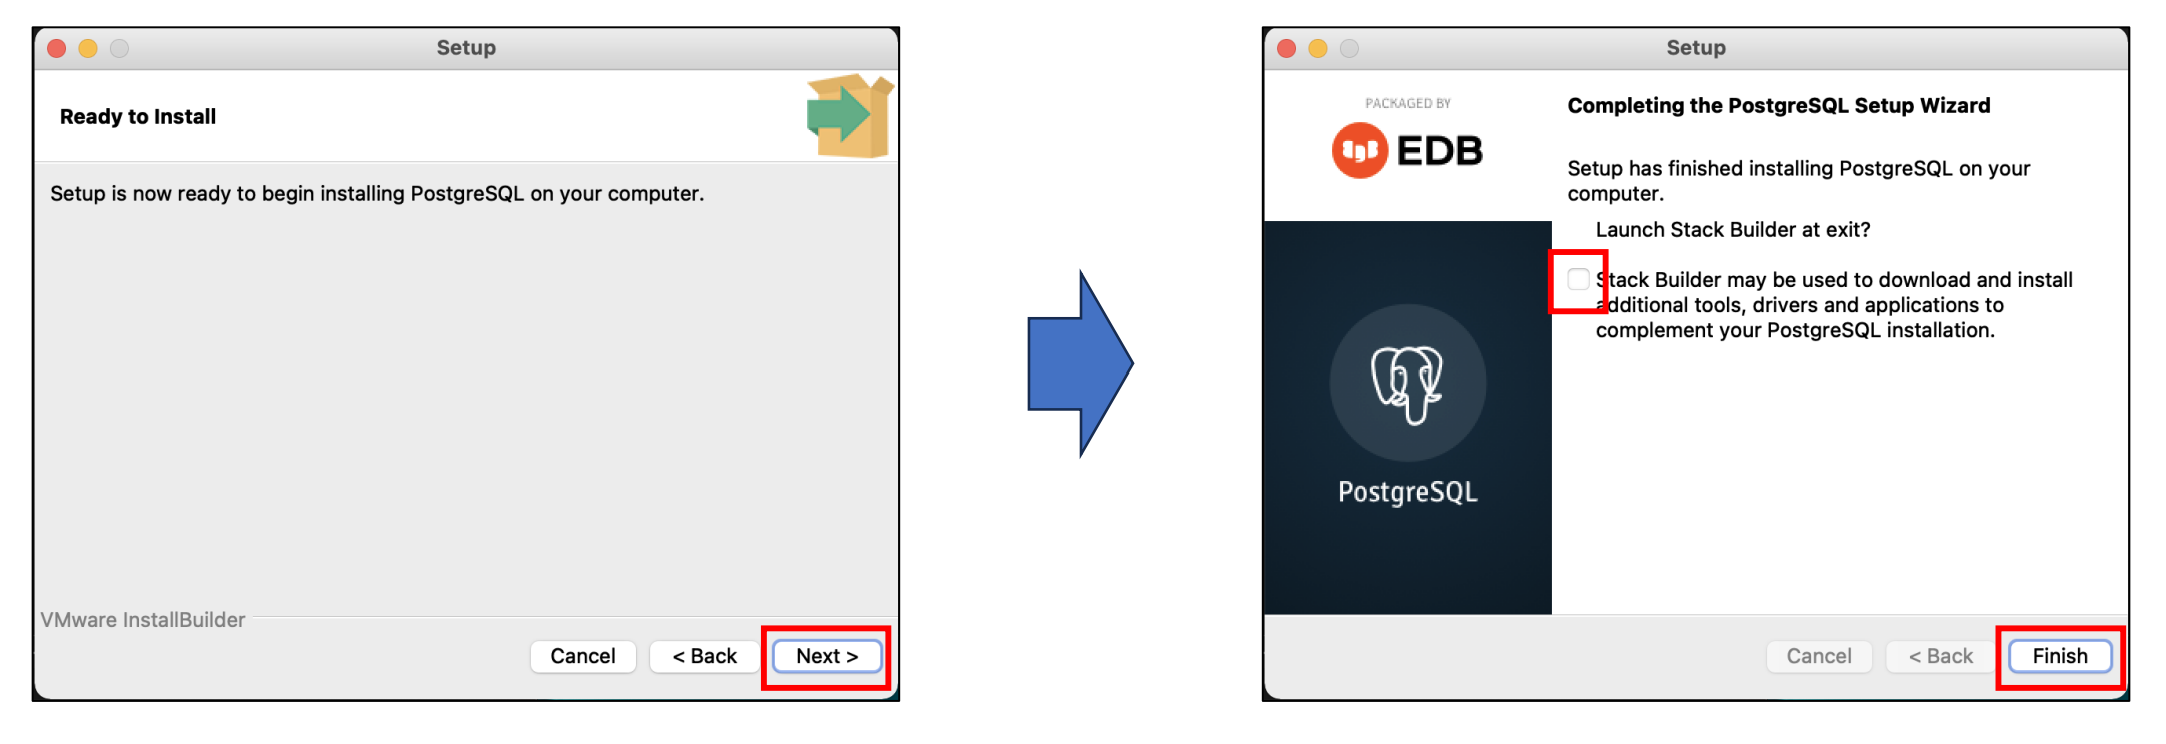 Setup
Ready to Install
Setup is now ready to begin installing PostgreSQL on your computer.
VMware InstallBuilder
Cancel
< Back
Next >
Setup
PACKAGED BY
EDB
PostgreSQL
Completing the PostgreSQL Setup Wizard
Setup has finished installing PostgreSQL on your
computer.
Launch Stack Builder at exit?
Stack Builder may be used to download and install
additional tools, drivers and applications to
complement your PostgreSQL installation.
Cancel
< Back
Finish